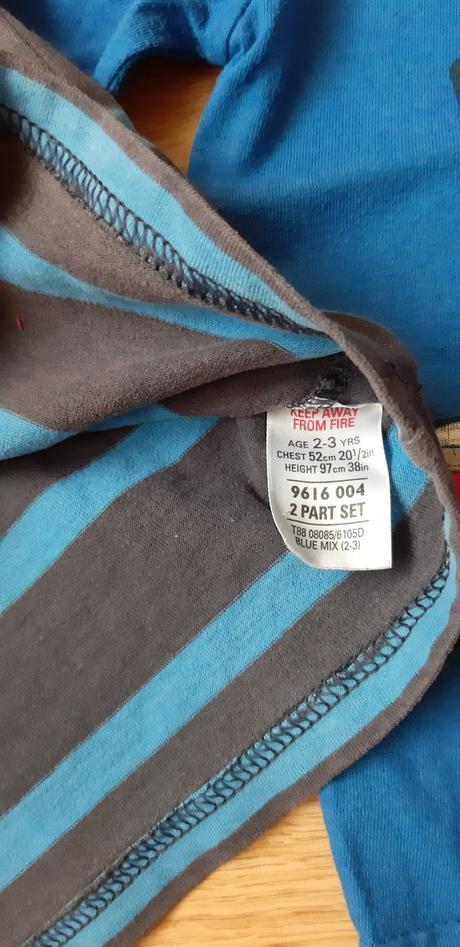 KEEP AWAY
FROM FIRE
AGE 2-3 YRS
CHEST 52cm 20½in
HEIGHT 97cm 38in
9616 004
2 PART SET
T88 08085/6105D
BLUE MIX (2-3)